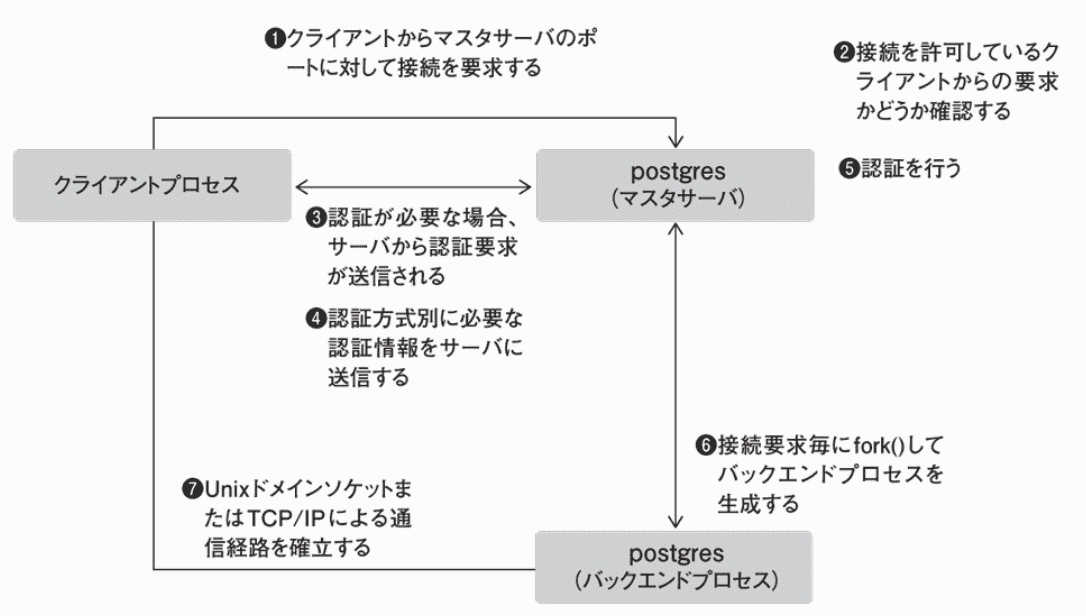 ❶クライアントからマスタサーバのポ
ートに対して接続を要求する
❷接続を許可しているク
ライアントからの要求
かどうか確認する
クライアントプロセス
postgres
(マスタサーバ)
❺認証を行う
❸認証が必要な場合、
サーバから認証要求
が送信される
❹認証方式別に必要な
認証情報をサーバに
送信する
❻接続要求毎にfork()して
バックエンドプロセスを
生成する
❼Unixドメインソケットま
たはTCP/IPによる通
信経路を確立する
postgres
(バックエンドプロセス)